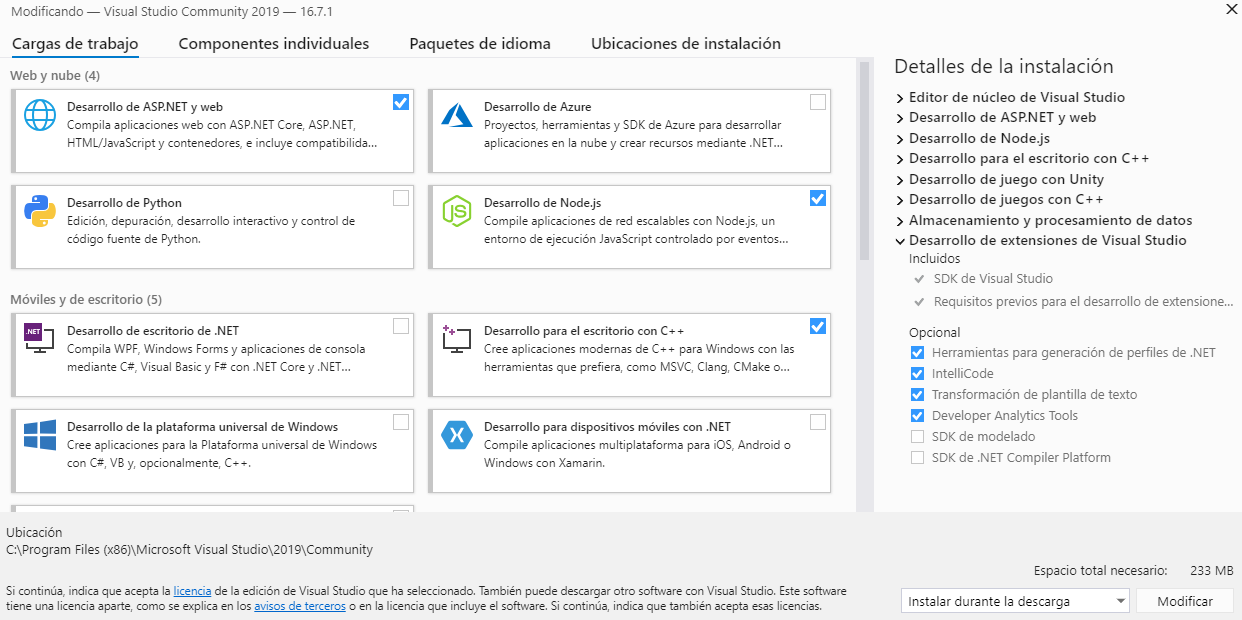 Modificando — Visual Studio Community 2019 — 16.7.1
Cargas de trabajo
Componentes individuales
Paquetes de idioma
Ubicaciones de instalación
Web y nube (4)
Desarrollo de ASP.NET y web
Compila aplicaciones web con ASP.NET Core, ASP.NET,
HTML/JavaScript y contenedores, e incluye compatibilida...
Desarrollo de Azure
Proyectos, herramientas y SDK de Azure para desarrollar
aplicaciones en la nube y crear recursos mediante .NET...
Desarrollo de Python
Edición, depuración, desarrollo interactivo y control de
código fuente de Python.
JS
Desarrollo de Node.js
Compile aplicaciones de red escalables con Node.js, un
entorno de ejecución JavaScript controlado por eventos...
Móviles y de escritorio (5)
.NET
Desarrollo de escritorio de .NET
Compila WPF, Windows Forms y aplicaciones de consola
mediante C#, Visual Basic y F# con .NET Core y .NET...
Desarrollo para el escritorio con C++
Cree aplicaciones modernas de C++ para Windows con las
herramientas que prefiera, como MSVC, Clang, CMake o...
Desarrollo de la plataforma universal de Windows
Cree aplicaciones para la Plataforma universal de Windows
con C#, VB y, opcionalmente, C++.
Desarrollo para dispositivos móviles con .NET
Compile aplicaciones multiplataforma para iOS, Android o
Windows con Xamarin.
Detalles de la instalación
Editor de núcleo de Visual Studio
Desarrollo de ASP.NET y web
Desarrollo de Node.js
Desarrollo para el escritorio con C++
Desarrollo de juego con Unity
Desarrollo de juegos con C++
Almacenamiento y procesamiento de datos
Desarrollo de extensiones de Visual Studio
Incluidos
SDK de Visual Studio
Requisitos previos para el desarrollo de extensione...
Opcional
Herramientas para generación de perfiles de .NET
IntelliCode
Transformación de plantilla de texto
Developer Analytics Tools
SDK de modelado
SDK de .NET Compiler Platform
Ubicación
C:\Program Files (x86)\Microsoft Visual Studio\2019\Community
Espacio total necesario: 233 MB
Si continúa, indica que acepta la licencia de la edición de Visual Studio que ha seleccionado. También puede descargar otro software con Visual Studio. Este software
tiene una licencia aparte, como se explica en los avisos de terceros o en la licencia que incluye el software. Si continúa, indica que también acepta esas licencias.
Instalar durante la descarga
Modificar